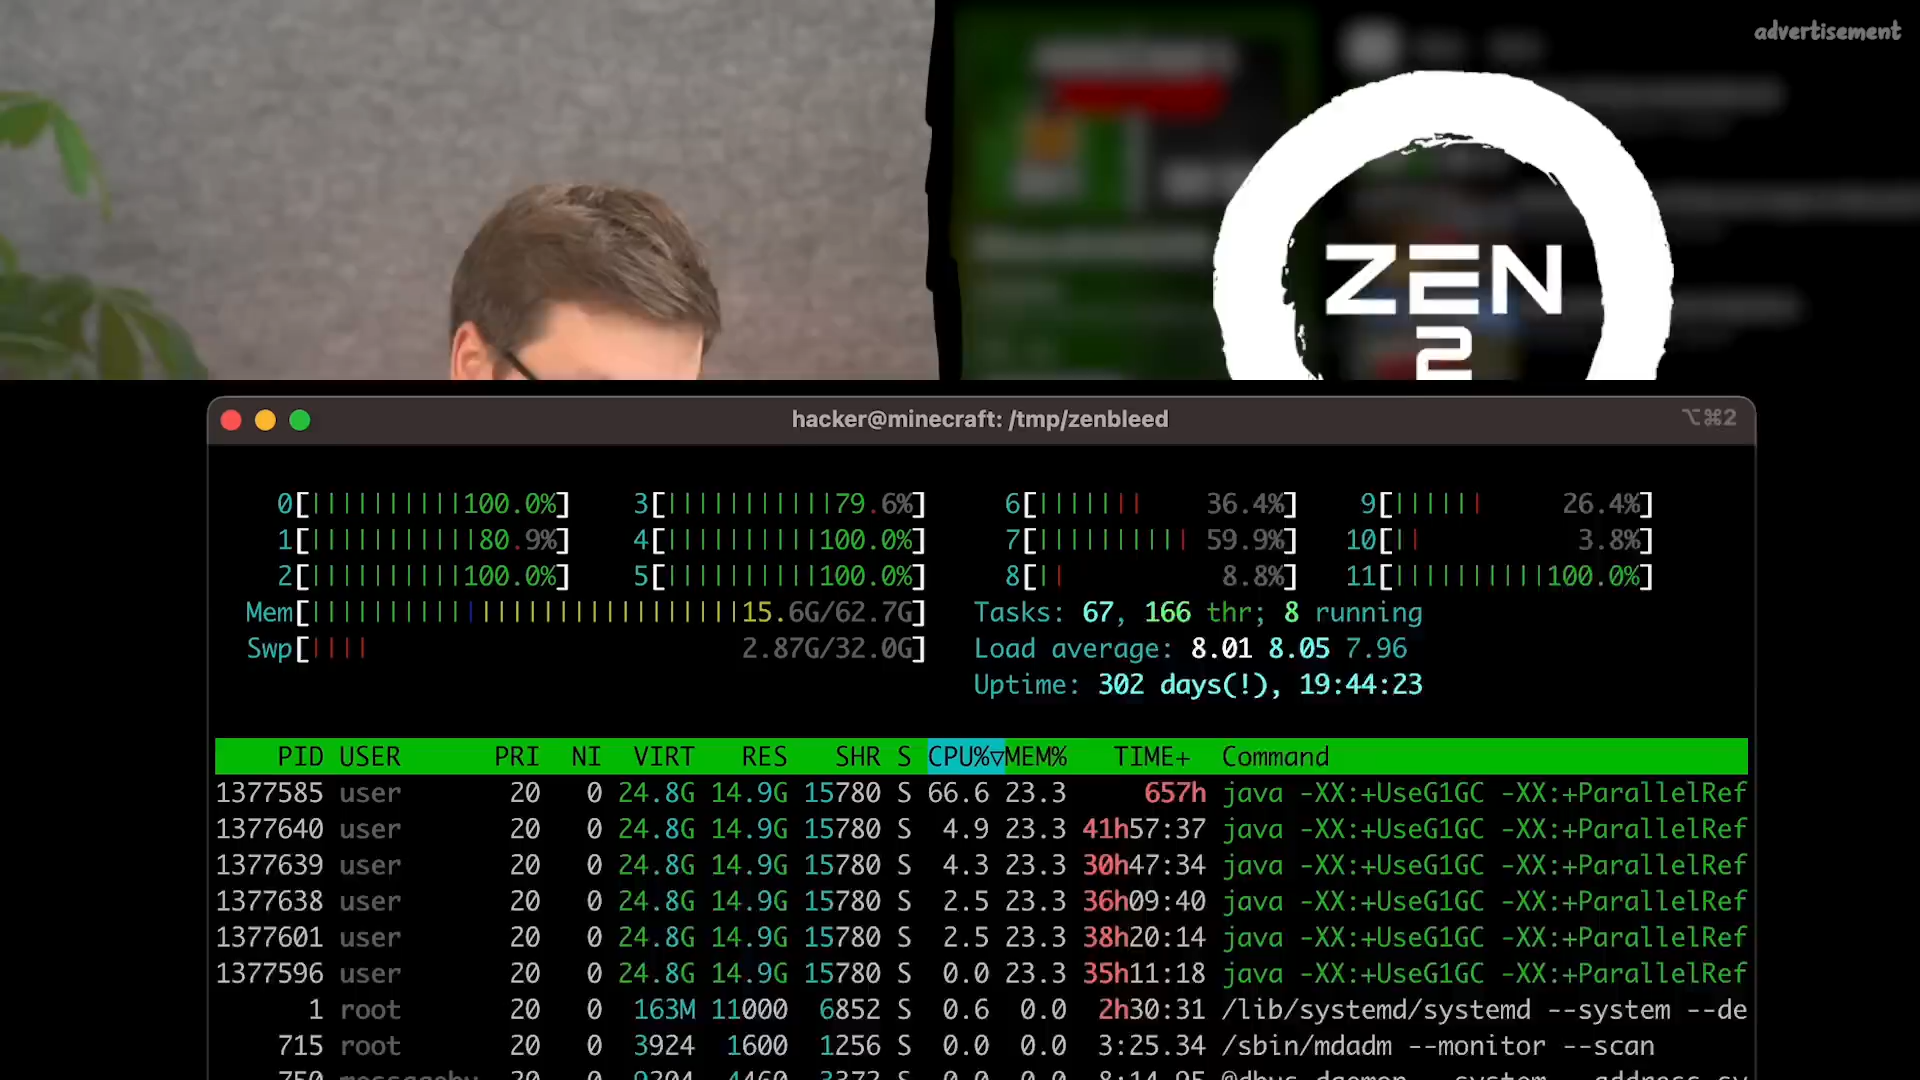 advertisement
ZEN
2
hacker@minecraft: /tmp/zenbleed
⌥⌘2
0[||||||||||100.0%] 3[|||||||||||79.6%] 6[||||||| 36.4%] 9[|||||| 26.4%]
1[|||||||||||80.9%] 4[||||||||||100.0%] 7[|||||||||| 59.9%] 10[|| 3.8%]
2[||||||||||100.0%] 5[||||||||||100.0%] 8[|| 8.8%] 11[||||||||||100.0%]
Mem[||||||||||||||||||||||||||||15.6G/62.7G] Tasks: 67, 166 thr; 8 running
Swp[|||| 2.87G/32.0G] Load average: 8.01 8.05 7.96
Uptime: 302 days(!), 19:44:23
PID USER PRI NI VIRT RES SHR S CPU%▽MEM% TIME+ Command
1377585 user 20 0 24.8G 14.9G 15780 S 66.6 23.3 657h java -XX:+UseG1GC -XX:+ParallelRef
1377640 user 20 0 24.8G 14.9G 15780 S 4.9 23.3 41h57:37 java -XX:+UseG1GC -XX:+ParallelRef
1377639 user 20 0 24.8G 14.9G 15780 S 4.3 23.3 30h47:34 java -XX:+UseG1GC -XX:+ParallelRef
1377638 user 20 0 24.8G 14.9G 15780 S 2.5 23.3 36h09:40 java -XX:+UseG1GC -XX:+ParallelRef
1377601 user 20 0 24.8G 14.9G 15780 S 2.5 23.3 38h20:14 java -XX:+UseG1GC -XX:+ParallelRef
1377596 user 20 0 24.8G 14.9G 15780 S 0.0 23.3 35h11:18 java -XX:+UseG1GC -XX:+ParallelRef
1 root 20 0 163M 11000 6852 S 0.6 0.0 2h30:31 /lib/systemd/systemd --system --de
715 root 20 0 3924 1600 1256 S 0.0 0.0 3:25.34 /sbin/mdadm --monitor --scan